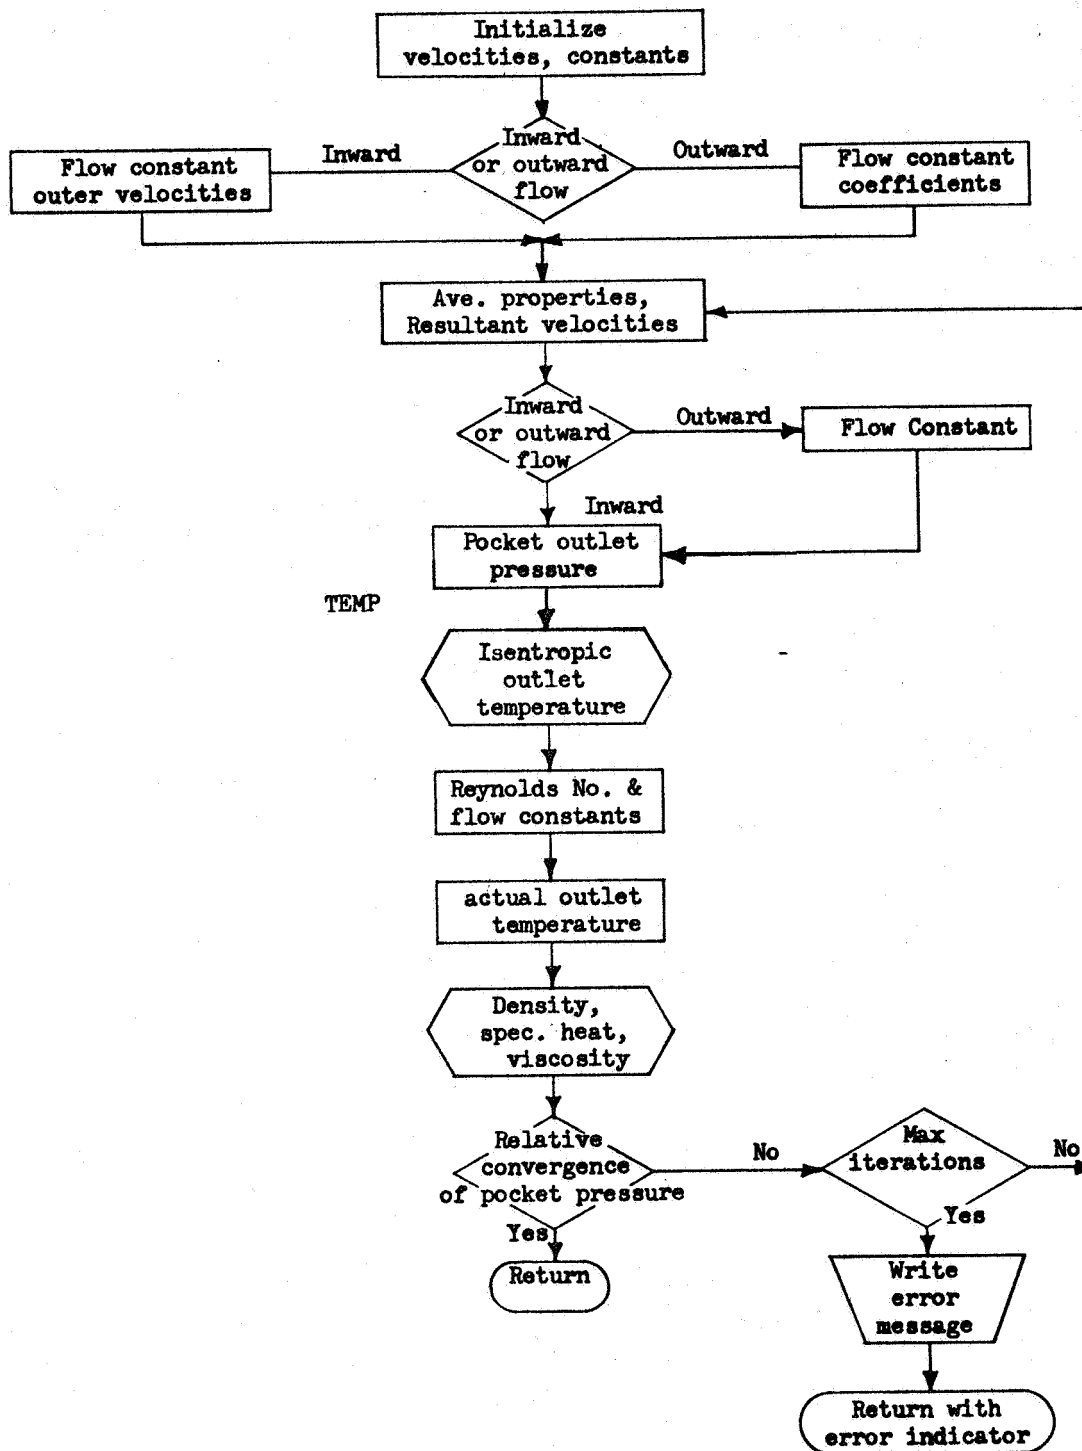 Initialize
velocities, constants
Inward
or outward
flow
Inward
Outward
Flow constant
outer velocities
Flow constant
coefficients
Ave. properties,
Resultant velocities
Inward
or outward
flow
Outward
Flow Constant
Inward
Pocket outlet
pressure
TEMP
Isentropic
outlet
temperature
Reynolds No. &
flow constants
actual outlet
temperature
Density,
spec. heat,
viscosity
Relative
convergence
of pocket pressure
No
Max
iterations
No
Yes
Yes
Return
Write
error
message
Return with
error indicator